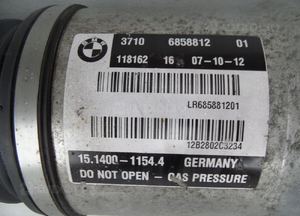 3710 6858812 01
118162 16 07-10-12
LR685881201
12B2802C3234
15.1400-1154.4 GERMANY
DO NOT OPEN - GAS PRESSURE